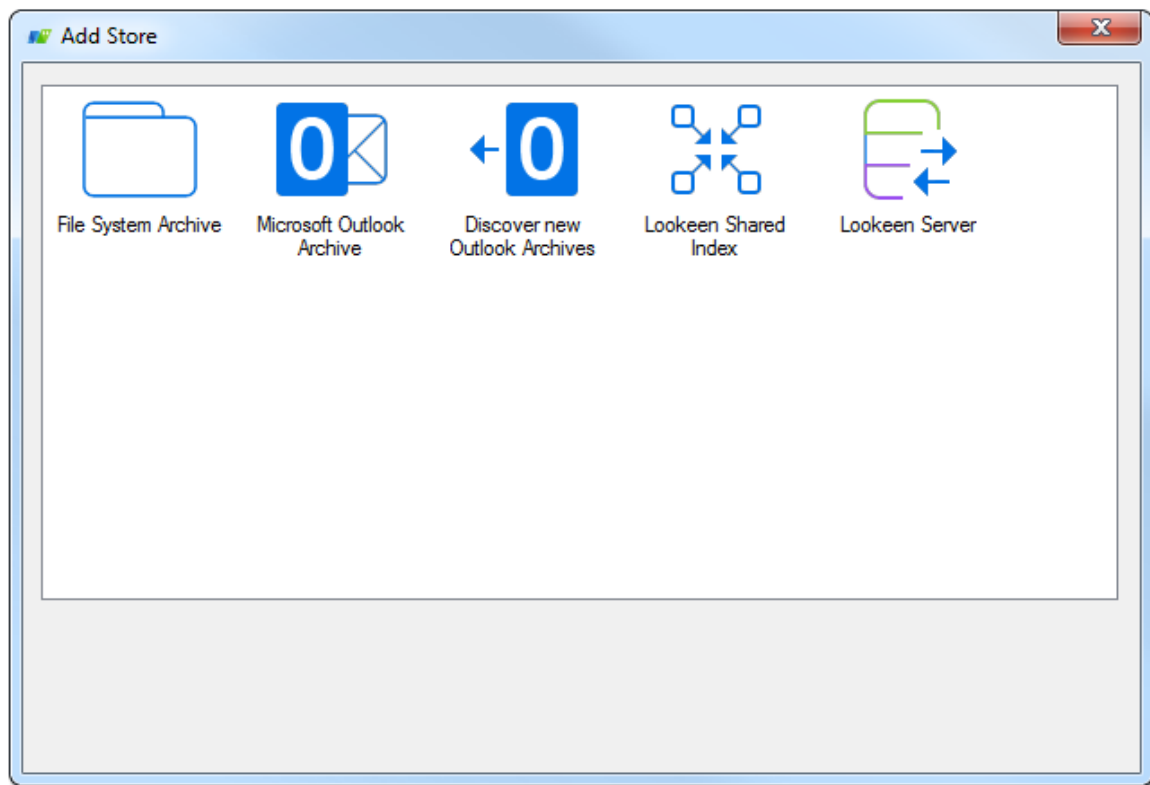 Add Store
File System Archive
Microsoft Outlook
Archive
Discover new
Outlook Archives
Lookeen Shared
Index
Lookeen Server